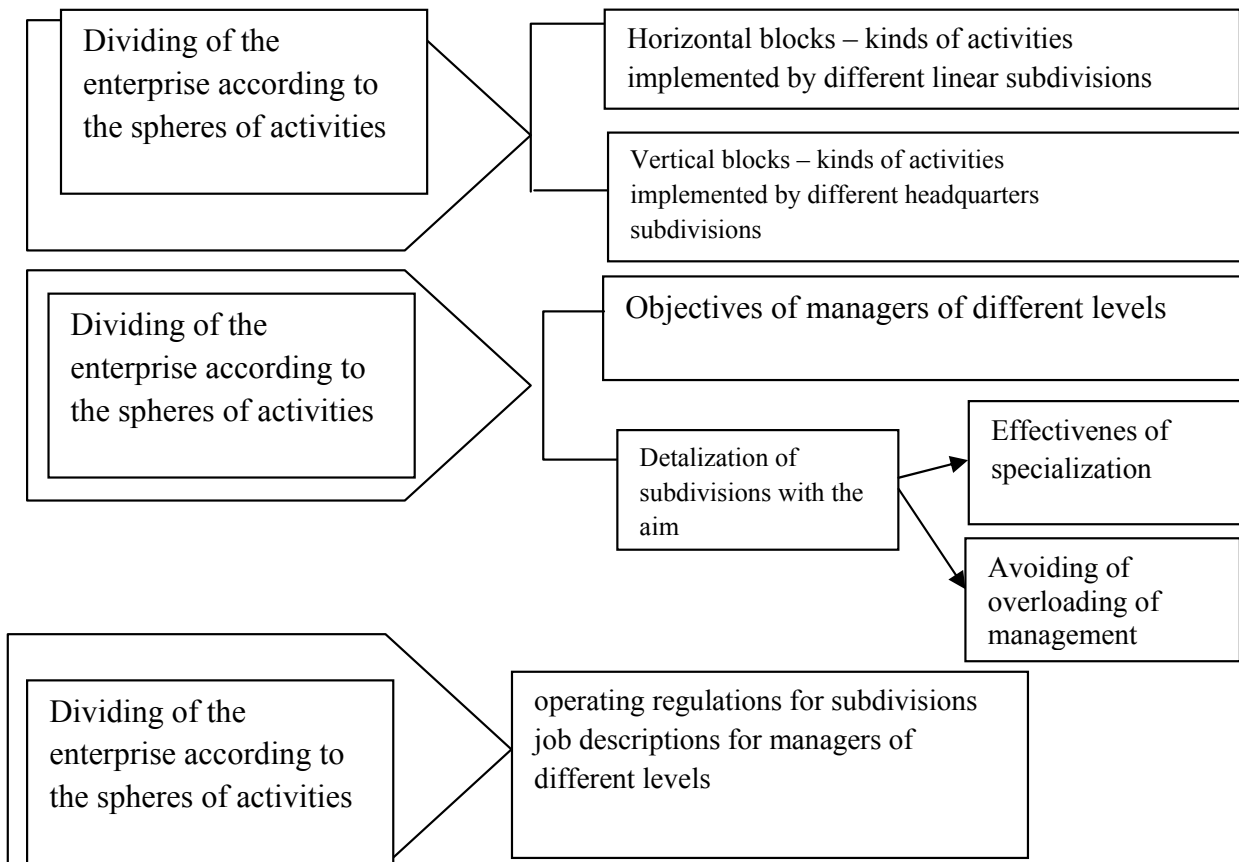 Dividing of the
enterprise according to
the spheres of activities
Horizontal blocks – kinds of activities
implemented by different linear subdivisions
Vertical blocks – kinds of activities
implemented by different headquarters
subdivisions
Dividing of the
enterprise according to
the spheres of activities
Objectives of managers of different levels
Detalization of
subdivisions with the
aim
Effectivenes of
specialization
Avoiding of
overloading of
management
Dividing of the
enterprise according to
the spheres of activities
operating regulations for subdivisions
job descriptions for managers of
different levels